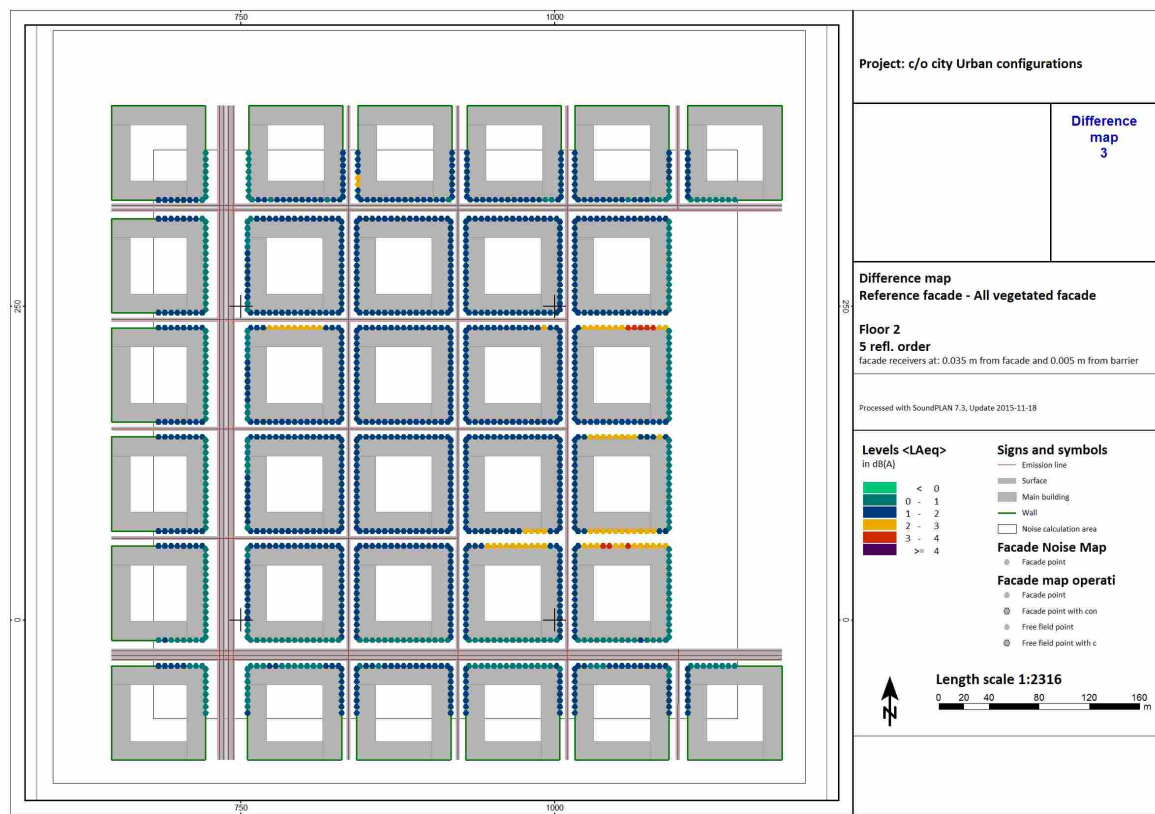 750
1000
Project: c/o city Urban configurations
Difference
map
3
Difference map
Reference facade - All vegetated facade
Floor 2
5 refl. order
facade receivers at: 0.035 m from facade and 0.005 m from barrier
250
250
Processed with SoundPLAN 7.3, Update 2015-11-18
Levels <LAeq>
in dB(A)
< 0
0 - 1
1 - 2
2 - 3
3 - 4
>= 4
Signs and symbols
Emission line
Surface
Main building
Wall
Noise calculation area
Facade Noise Map
Facade point
Facade map operati
Facade point
Facade point with con
Free field point
Free field point with c
0
0
N
Length scale 1:2316
0 20 40 80 120 160
m
750
1000